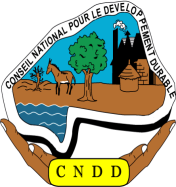 CONSEIL NATIONAL POUR LE DEVELOPPEMENT DURABLE
CNDD